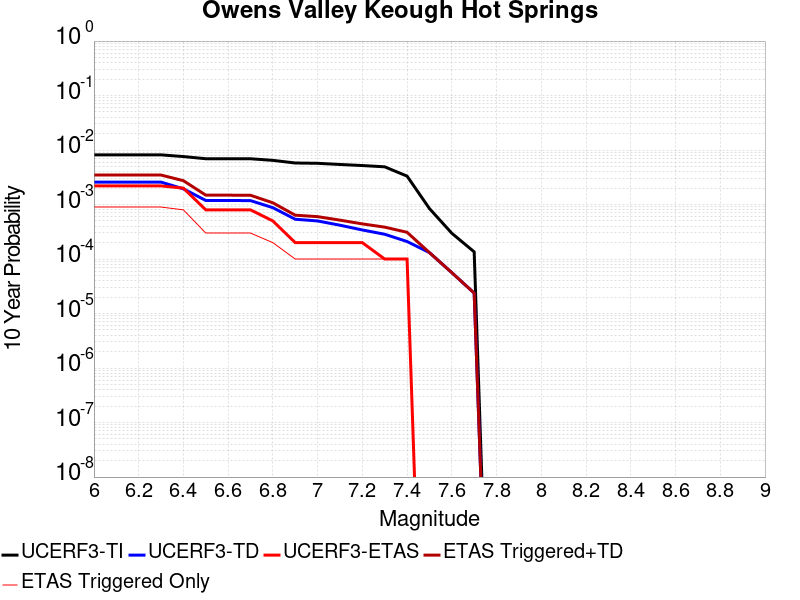 Owens Valley Keough Hot Springs
10^0
10^-1
10^-2
10^-3
10^-4
10^-5
10^-6
10^-7
10^-8
10 Year Probability
6 6.2 6.4 6.6 6.8 7 7.2 7.4 7.6 7.8 8 8.2 8.4 8.6 8.8 9
Magnitude
UCERF3-TI UCERF3-TD UCERF3-ETAS ETAS Triggered+TD
ETAS Triggered Only